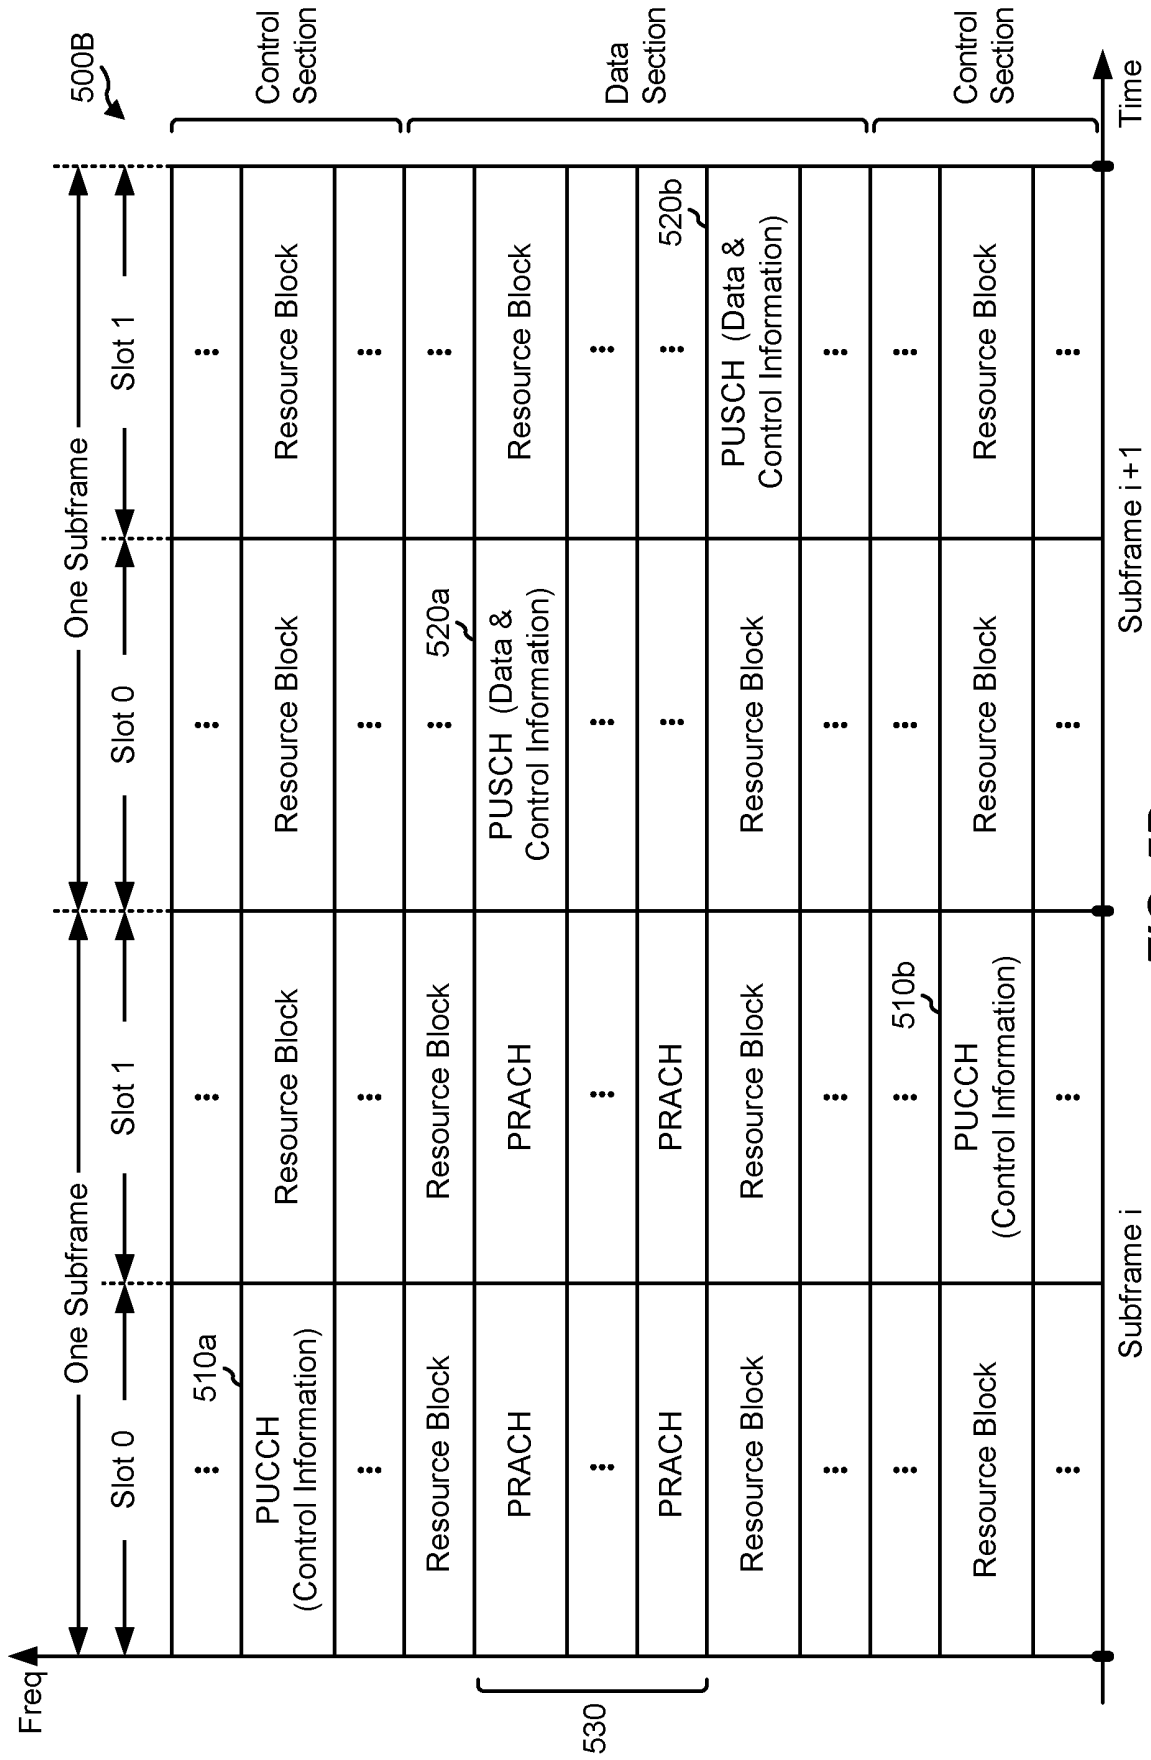 500B
Freq
One Subframe
One Subframe
Slot 0
Slot 1
Slot 0
Slot 1
...
510a
...
...
...
Control
Section
PUCCH
(Control Information)
Resource Block
Resource Block
Resource Block
...
...
...
...
Resource Block
Resource Block
...
520a
...
Data
Section
530
PRACH
PRACH
PUSCH (Data &
Control Information)
Resource Block
...
...
...
...
PRACH
PRACH
...
...
520b
Resource Block
Resource Block
Resource Block
PUSCH (Data &
Control Information)
...
...
...
...
...
...
510b
...
...
Control
Section
Resource Block
PUCCH
(Control Information)
Resource Block
Resource Block
...
...
...
...
Time
Subframe i
Subframe i + 1